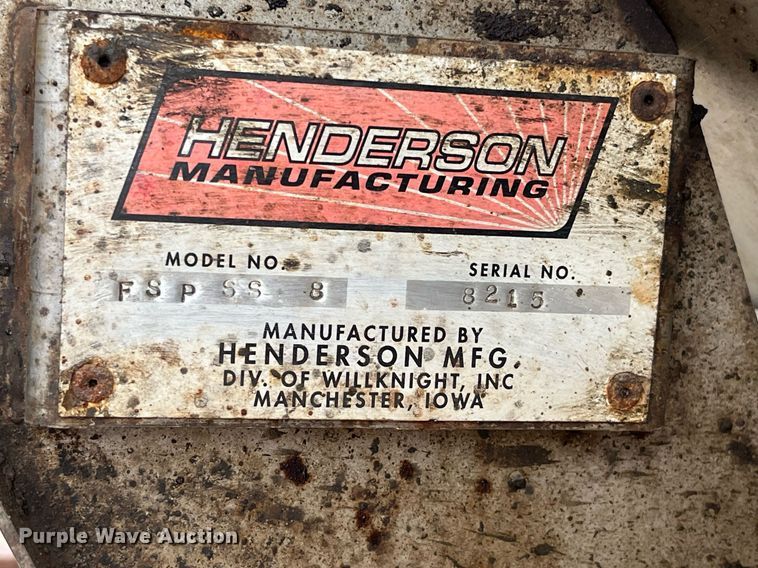 HENDERSON
MANUFACTURING
MODEL NO. SERIAL NO.
FSP SS 8 8215
MANUFACTURED BY
HENDERSON MFG.
DIV. OF WILLKNIGHT, INC
MANCHESTER, IOWA
Purple Wave Auction